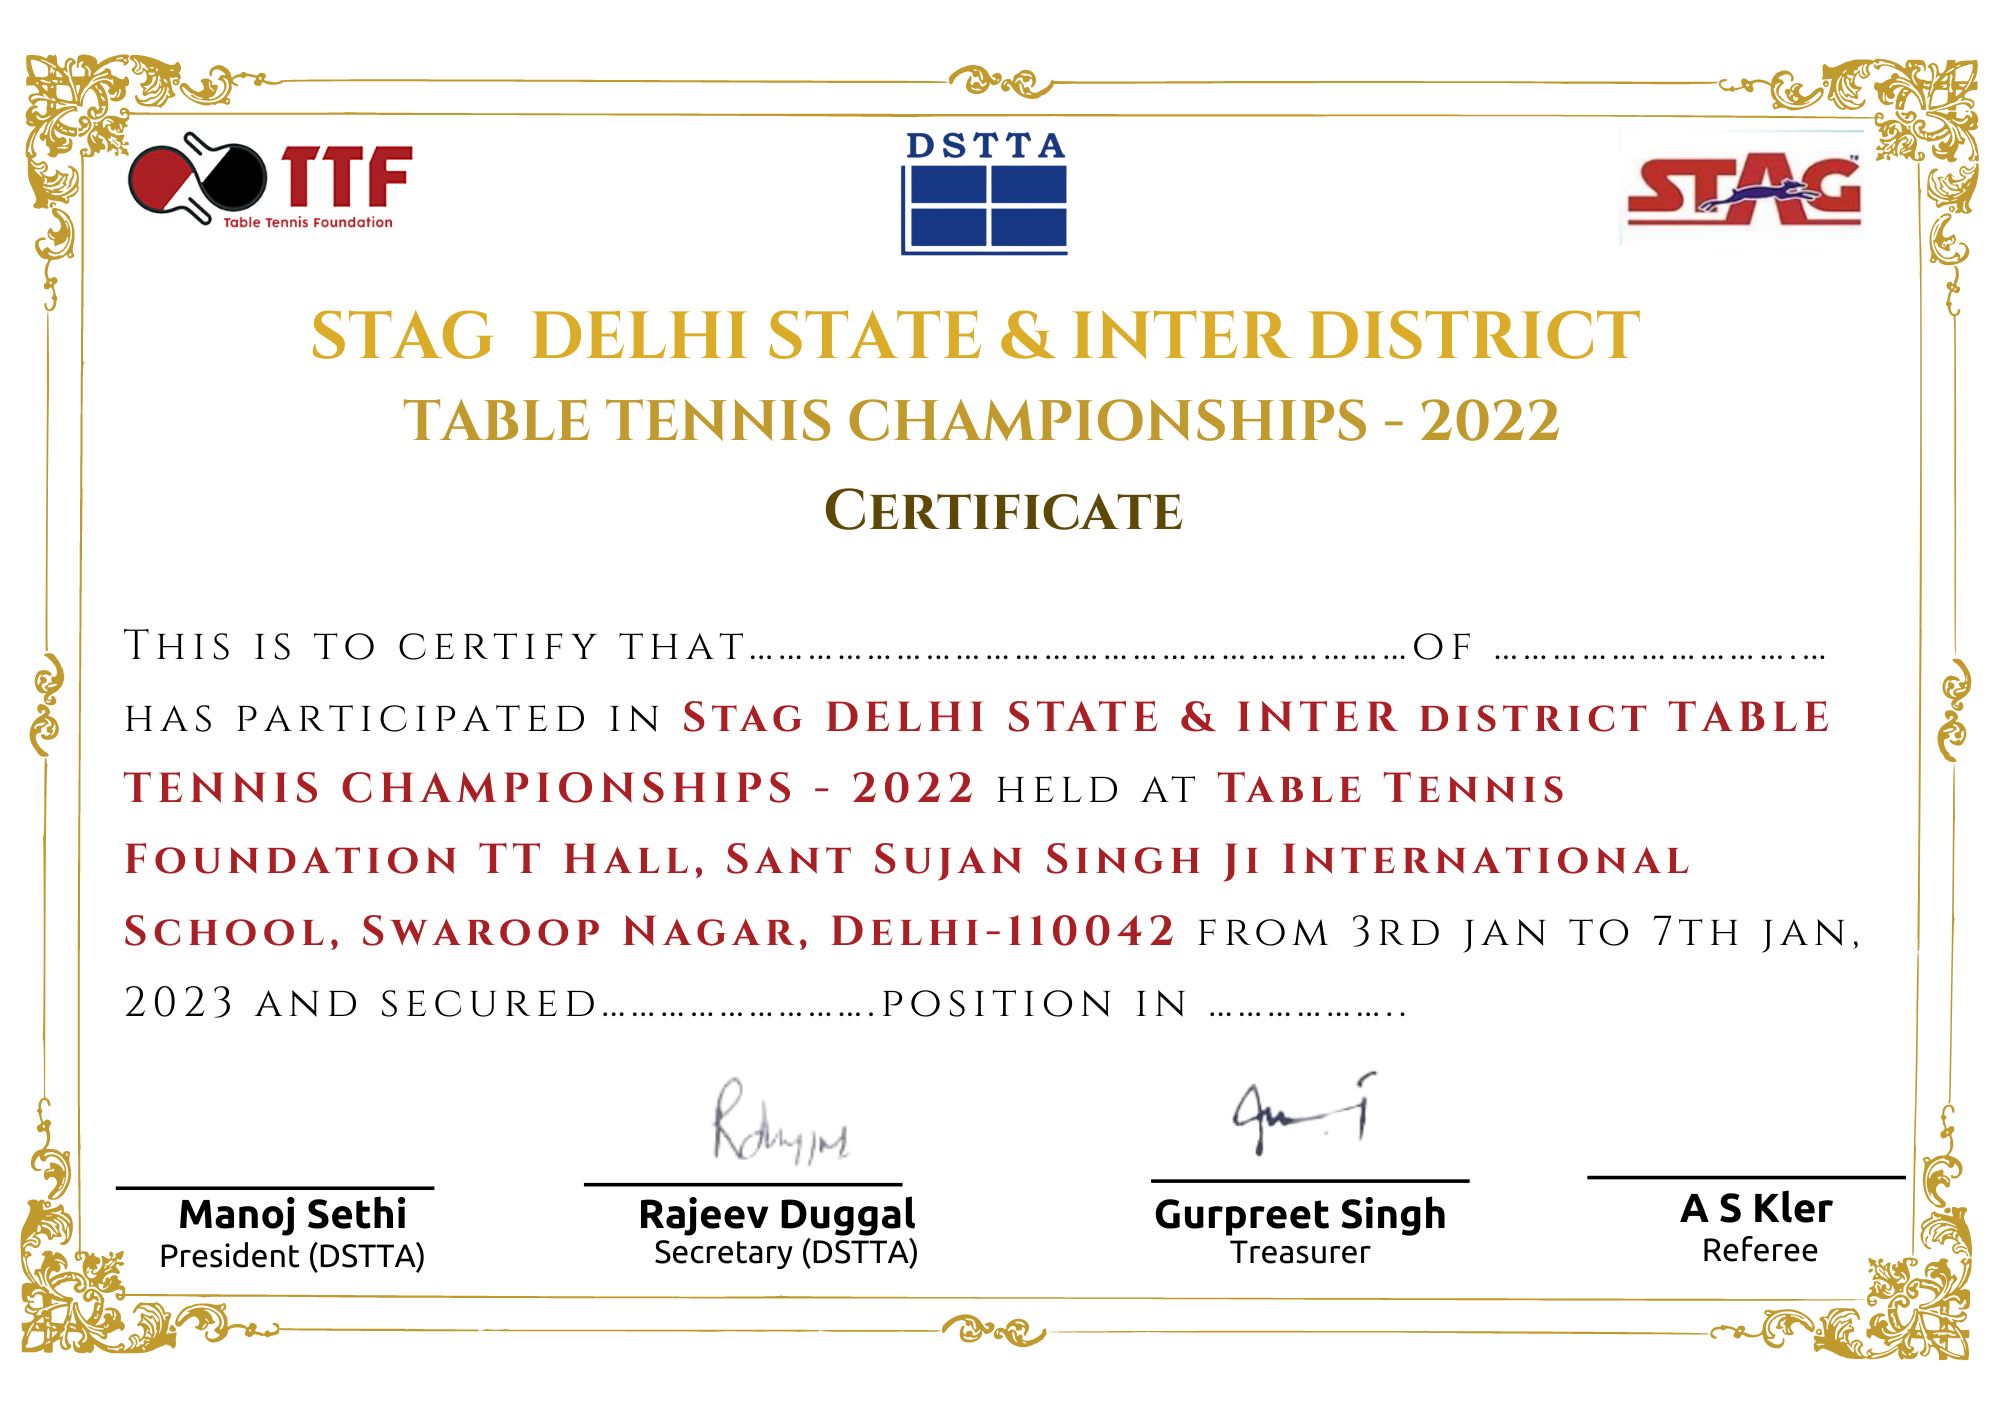 TTF
Table Tennis Foundation
DSTTA
STAG
STAG DELHI STATE & INTER DISTRICT
TABLE TENNIS CHAMPIONSHIPS - 2022
CERTIFICATE
THIS IS TO CERTIFY THAT………………………………………………….………OF ………………………….…
HAS PARTICIPATED IN STAG DELHI STATE & INTER DISTRICT TABLE
TENNIS CHAMPIONSHIPS - 2022 HELD AT TABLE TENNIS
FOUNDATION TT HALL, SANT SUJAN SINGH JI INTERNATIONAL
SCHOOL, SWAROOP NAGAR, DELHI-110042 FROM 3RD JAN TO 7TH JAN,
2023 AND SECURED……………………….POSITION IN ……………..
Manoj Sethi
President (DSTTA)
Rajeev Duggal
Secretary (DSTTA)
Gurpreet Singh
Treasurer
A S Kler
Referee